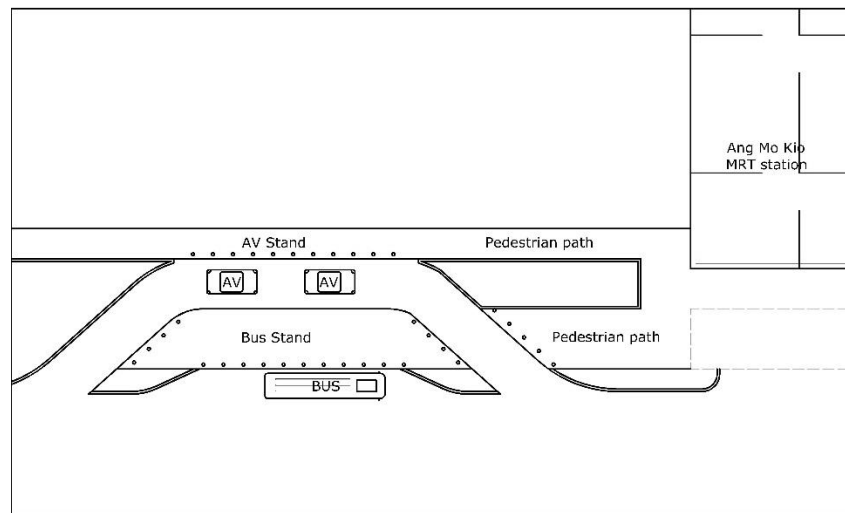 Ang Mo Kio
MRT station
AV Stand
Pedestrian path
AV
AV
Bus Stand
Pedestrian path
BUS